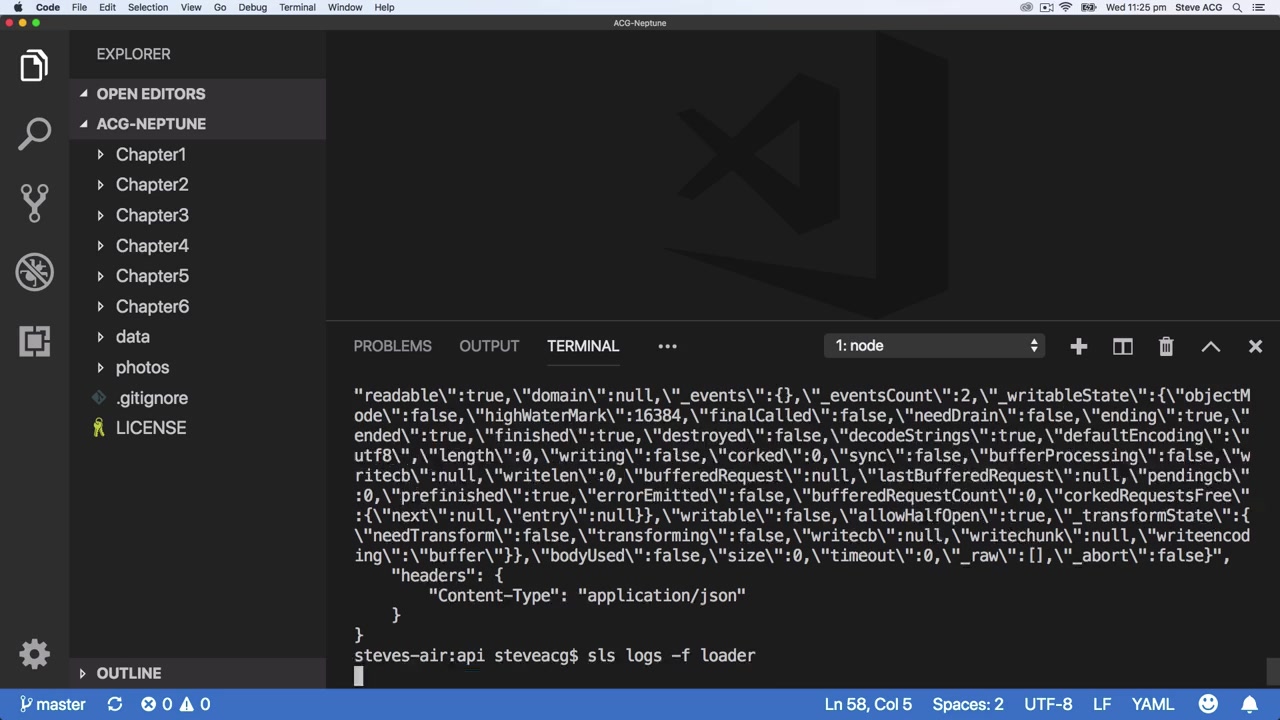 Code File Edit Selection View Go Debug Terminal Window Help Wed 11:25 pm Steve ACG
ACG-Neptune
EXPLORER
OPEN EDITORS
ACG-NEPTUNE
Chapter1
Chapter2
Chapter3
Chapter4
Chapter5
Chapter6
data
photos
.gitignore
LICENSE
OUTLINE
PROBLEMS OUTPUT TERMINAL ••• 1: node
"readable\":true,\"domain\":null,\"_events\":{},\"_eventsCount\":2,\"_writableState\":{\"objectM
ode\":false,\"highWaterMark\":16384,\"finalCalled\":false,\"needDrain\":false,\"ending\":true,\"
ended\":true,\"finished\":true,\"destroyed\":false,\"decodeStrings\":true,\"defaultEncoding\":\"
utf8\",\"length\":0,\"writing\":false,\"corked\":0,\"sync\":false,\"bufferProcessing\":false,\"w
ritecb\":null,\"writelen\":0,\"bufferedRequest\":null,\"lastBufferedRequest\":null,\"pendingcb\"
:0,\"prefinished\":true,\"errorEmitted\":false,\"bufferedRequestCount\":0,\"corkedRequestsFree\"
:{\"next\":null,\"entry\":null}},\"writable\":false,\"allowHalfOpen\":true,\"_transformState\":{
\"needTransform\":false,\"transforming\":false,\"writecb\":null,\"writechunk\":null,\"writeencod
ing\":\"buffer\"}},\"bodyUsed\":false,\"size\":0,\"timeout\":0,\"_raw\":[],\"_abort\":false}",
"headers": {
"Content-Type": "application/json"
}
}
steves-air:api steveacg$ sls logs -f loader
master 0 0 Ln 58, Col 5 Spaces: 2 UTF-8 LF YAML